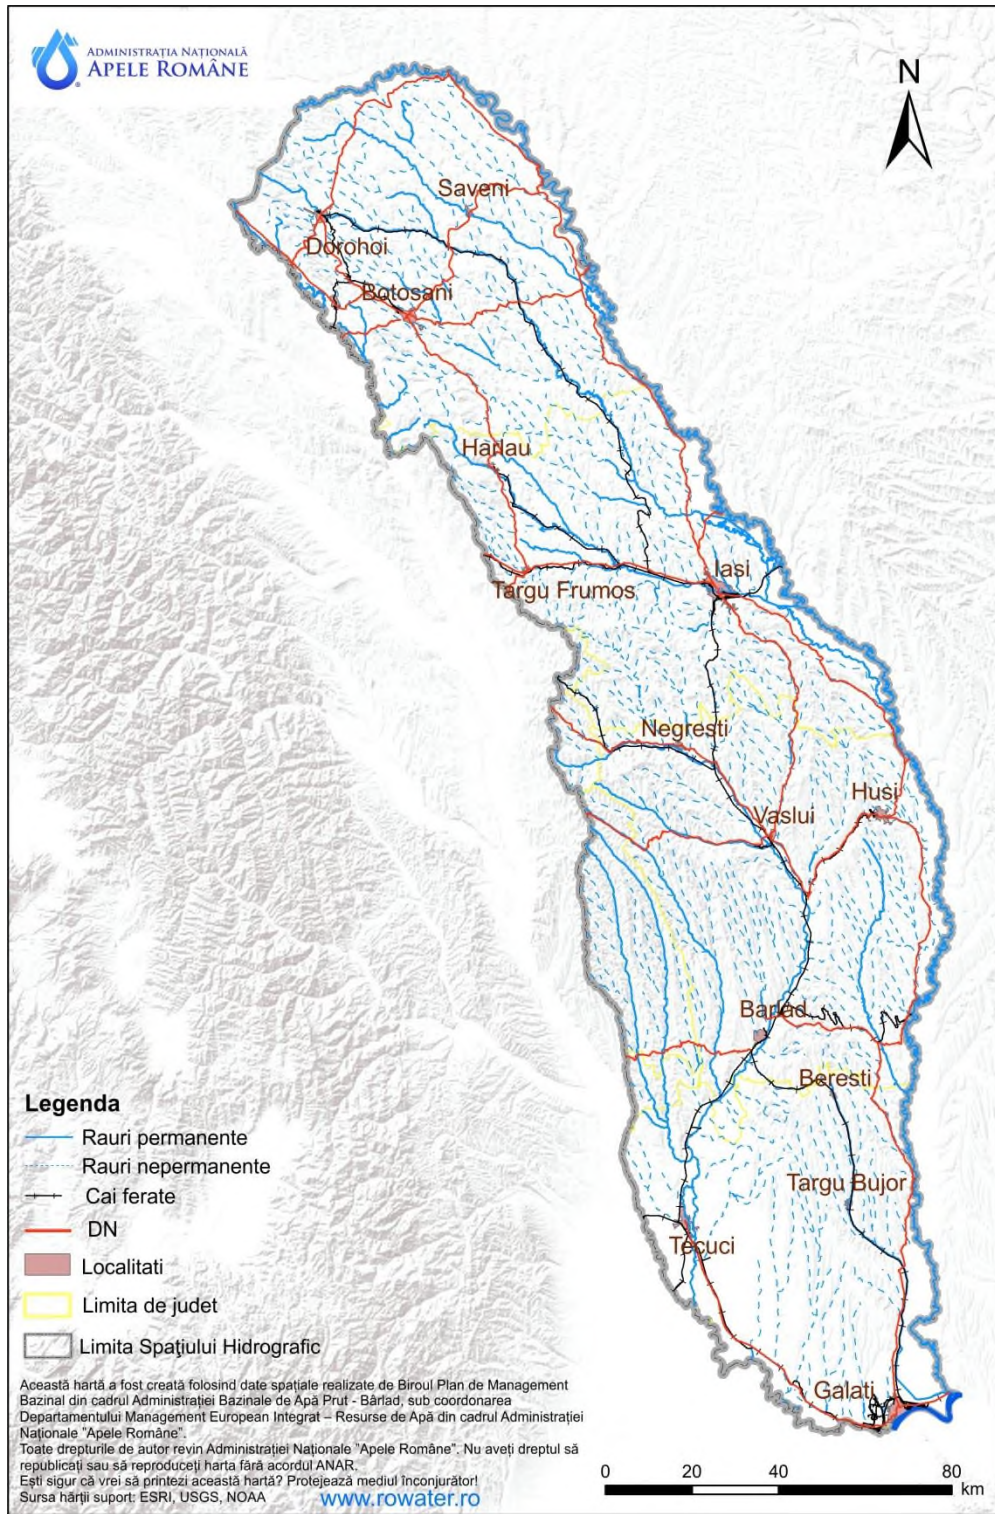 ADMINISTRAȚIA NAȚIONALĂ
APELE ROMÂNE
®
N
Saveni
Dorohoi
Botosani
Harlau
Iasi
Targu Frumos
Negresti
Husi
Vaslui
Barlad
Beresti
Targu Bujor
Tecuci
Galati
Legenda
Rauri permanente
Rauri nepermanente
Cai ferate
DN
Localitati
Limita de judet
Limita Spaţiului Hidrografic
Această hartă a fost creată folosind date spaţiale realizate de Biroul Plan de Management
Bazinal din cadrul Administraţiei Bazinale de Apă Prut - Bârlad, sub coordonarea
Departamentului Management European Integrat – Resurse de Apă din cadrul Administraţiei
Naţionale "Apele Române".
Toate drepturile de autor revin Administraţiei Naţionale "Apele Române". Nu aveţi dreptul să
republicaţi sau să reproduceţi harta fără acordul ANAR.
Eşti sigur că vrei să printezi această hartă? Protejează mediul înconjurător!
Sursa hărţii suport: ESRI, USGS, NOAA www.rowater.ro
0 20 40 80
km